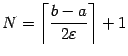 N = ⌈(b − a)/(2ε)⌉ + 1